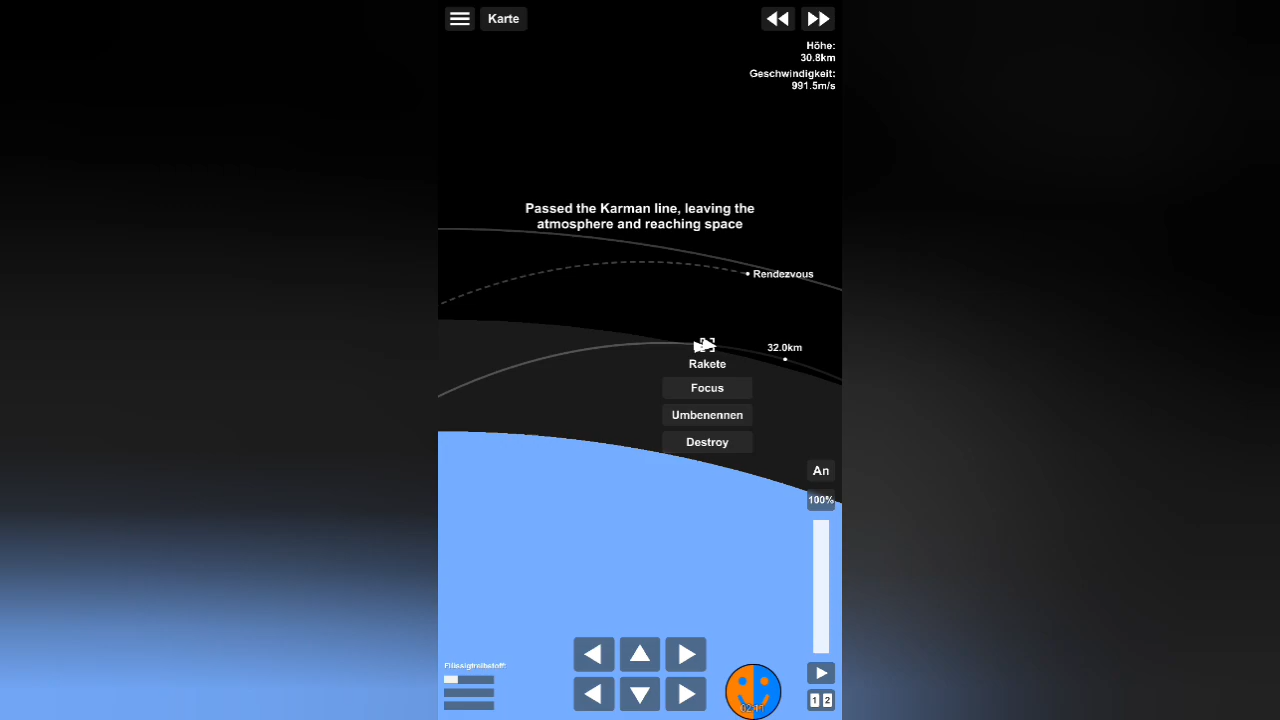 Karte
Höhe:
30.8km
Geschwindigkeit:
991.5m/s
Passed the Karman line, leaving the
atmosphere and reaching space
Rendezvous
32.0km
Rakete
Focus
Umbenennen
Destroy
An
100%
Flüssigtreibstoff:
1 2